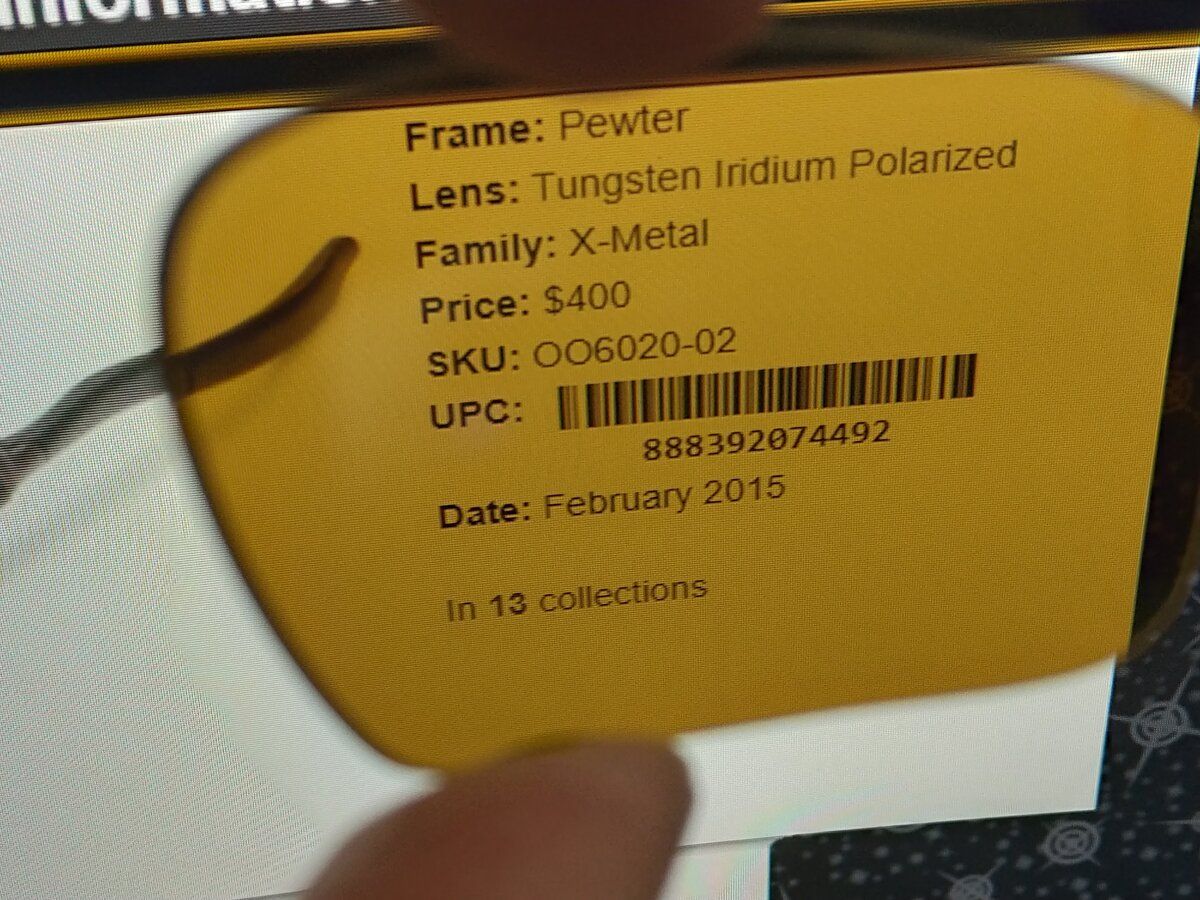 Frame: Pewter
Lens: Tungsten Iridium Polarized
Family: X-Metal
Price: $400
SKU: OO6020-02
UPC:
888392074492
Date: February 2015
In 13 collections